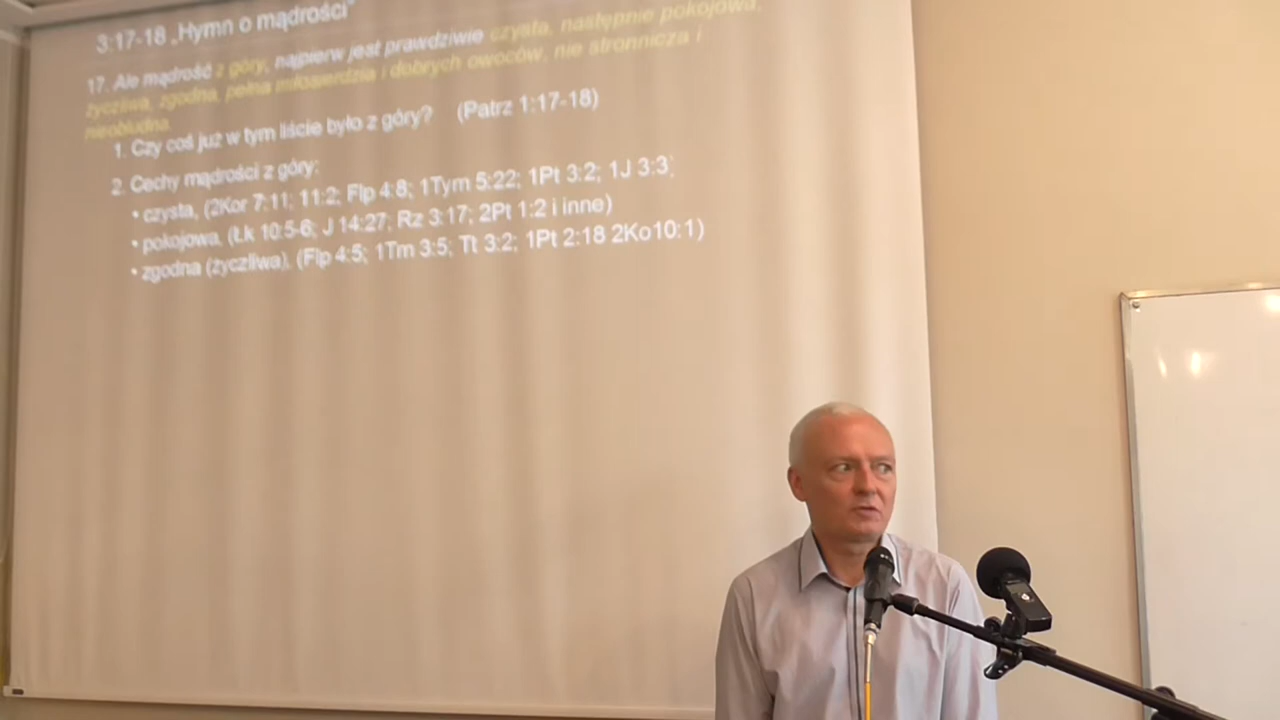 3:17-18 „Hymn o mądrości”
17. Ale mądrość z góry, najpierw jest prawdziwie czysta, następnie pokojowa,
życzliwa, zgodna, pełna miłosierdzia i dobrych owoców, nie stronnicza i
nieobłudna.
1. Czy coś już w tym liście było z góry? (Patrz 1:17-18)
2. Cechy mądrości z góry:
• czysta, (2Kor 7:11; 11:2; Flp 4:8; 1Tym 5:22; 1Pt 3:2; 1J 3:3;
• pokojowa, (Łk 10:5-6; J 14:27; Rz 3:17; 2Pt 1:2 i inne)
• zgodna (życzliwa), (Flp 4:5; 1Tm 3:5; Tt 3:2; 1Pt 2:18 2Ko10:1)